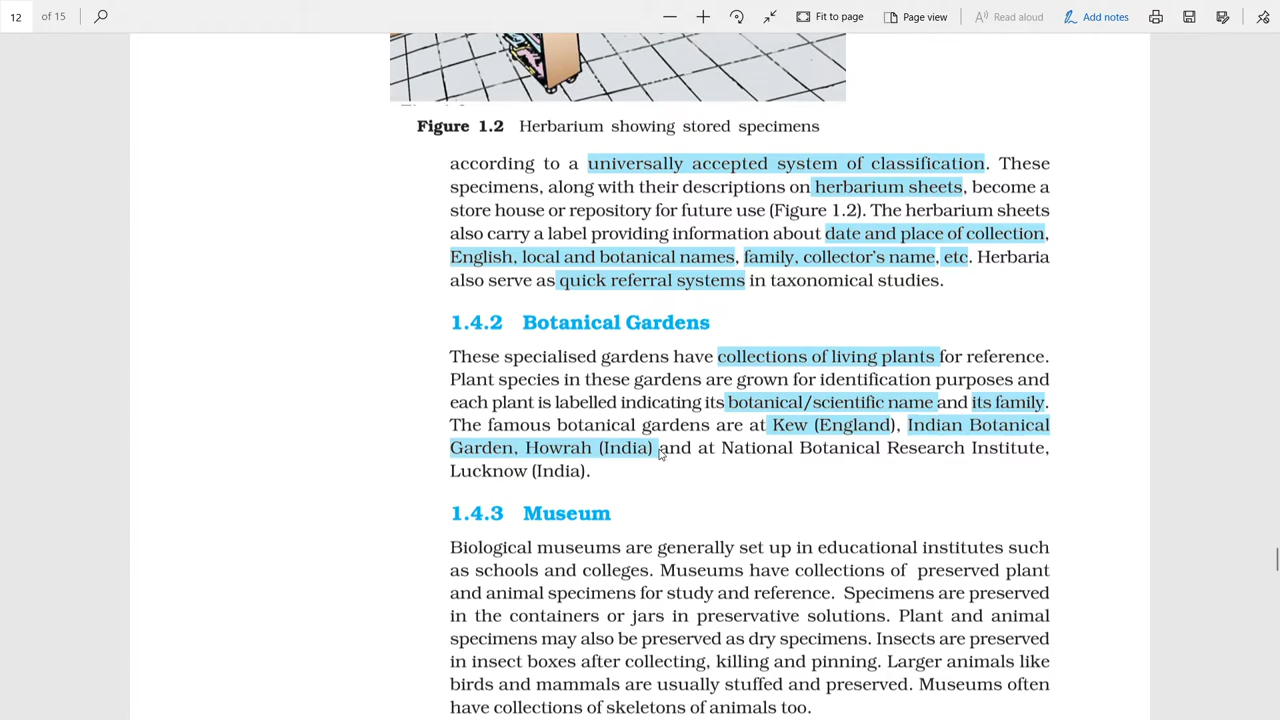 12 of 15 Fit to page Page view Read aloud Add notes
Figure 1.2 Herbarium showing stored specimens
according to a universally accepted system of classification. These
specimens, along with their descriptions on herbarium sheets, become a
store house or repository for future use (Figure 1.2). The herbarium sheets
also carry a label providing information about date and place of collection,
English, local and botanical names, family, collector's name, etc. Herbaria
also serve as quick referral systems in taxonomical studies.
1.4.2 Botanical Gardens
These specialised gardens have collections of living plants for reference.
Plant species in these gardens are grown for identification purposes and
each plant is labelled indicating its botanical/scientific name and its family.
The famous botanical gardens are at Kew (England), Indian Botanical
Garden, Howrah (India) and at National Botanical Research Institute,
Lucknow (India).
1.4.3 Museum
Biological museums are generally set up in educational institutes such
as schools and colleges. Museums have collections of preserved plant
and animal specimens for study and reference. Specimens are preserved
in the containers or jars in preservative solutions. Plant and animal
specimens may also be preserved as dry specimens. Insects are preserved
in insect boxes after collecting, killing and pinning. Larger animals like
birds and mammals are usually stuffed and preserved. Museums often
have collections of skeletons of animals too.